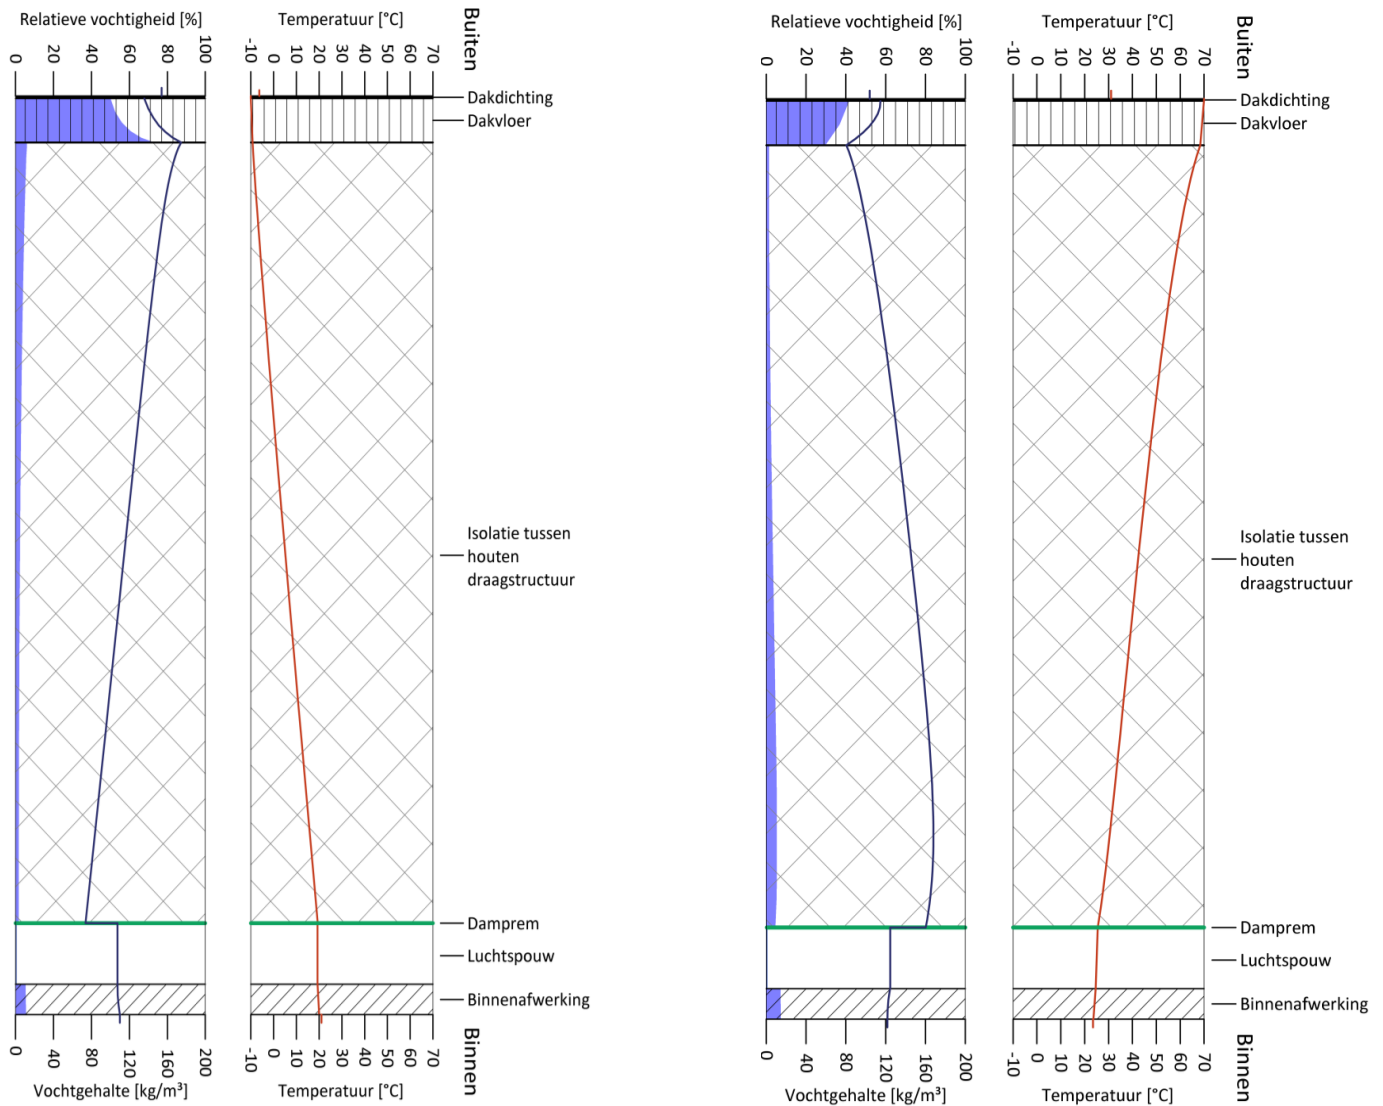 Relatieve vochtigheid [%]
0 20 40 60 80 100
Temperatuur [°C]
-10 0 10 20 30 40 50 60 70
Buiten
Dakdichting
Dakvloer
Isolatie tussen
houten
draagstructuur
Damprem
Luchtspouw
Binnenafwerking
Binnen
0 40 80 120 160 200
Vochtgehalte [kg/m³]
-10 0 10 20 30 40 50 60 70
Temperatuur [°C]
Relatieve vochtigheid [%]
0 20 40 60 80 100
Temperatuur [°C]
-10 0 10 20 30 40 50 60 70
Buiten
Dakdichting
Dakvloer
Isolatie tussen
houten
draagstructuur
Damprem
Luchtspouw
Binnenafwerking
Binnen
0 40 80 120 160 200
Vochtgehalte [kg/m³]
-10 0 10 20 30 40 50 60 70
Temperatuur [°C]